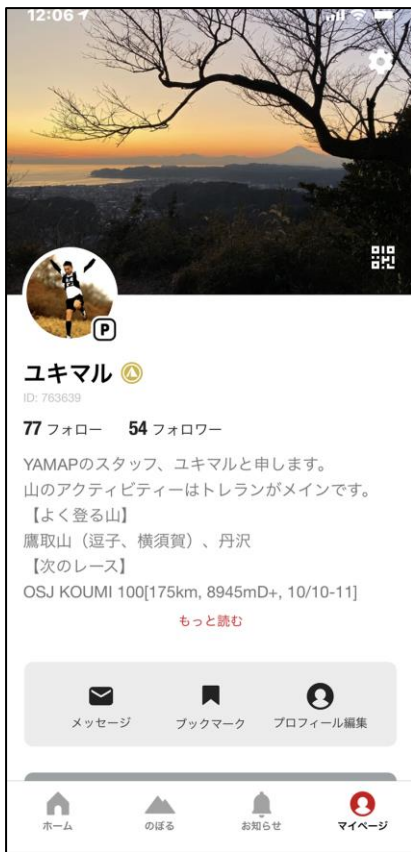 12:06
P
ユキマル
ID: 763639
77 フォロー 54 フォロワー
YAMAPのスタッフ、ユキマルと申します。
山のアクティビティーはトレランがメインです。
【よく登る山】
鷹取山（逗子、横須賀）、丹沢
【次のレース】
OSJ KOUMI 100[175km, 8945mD+, 10/10-11]
もっと読む
メッセージ ブックマーク プロフィール編集
ホーム のぼる お知らせ マイページ